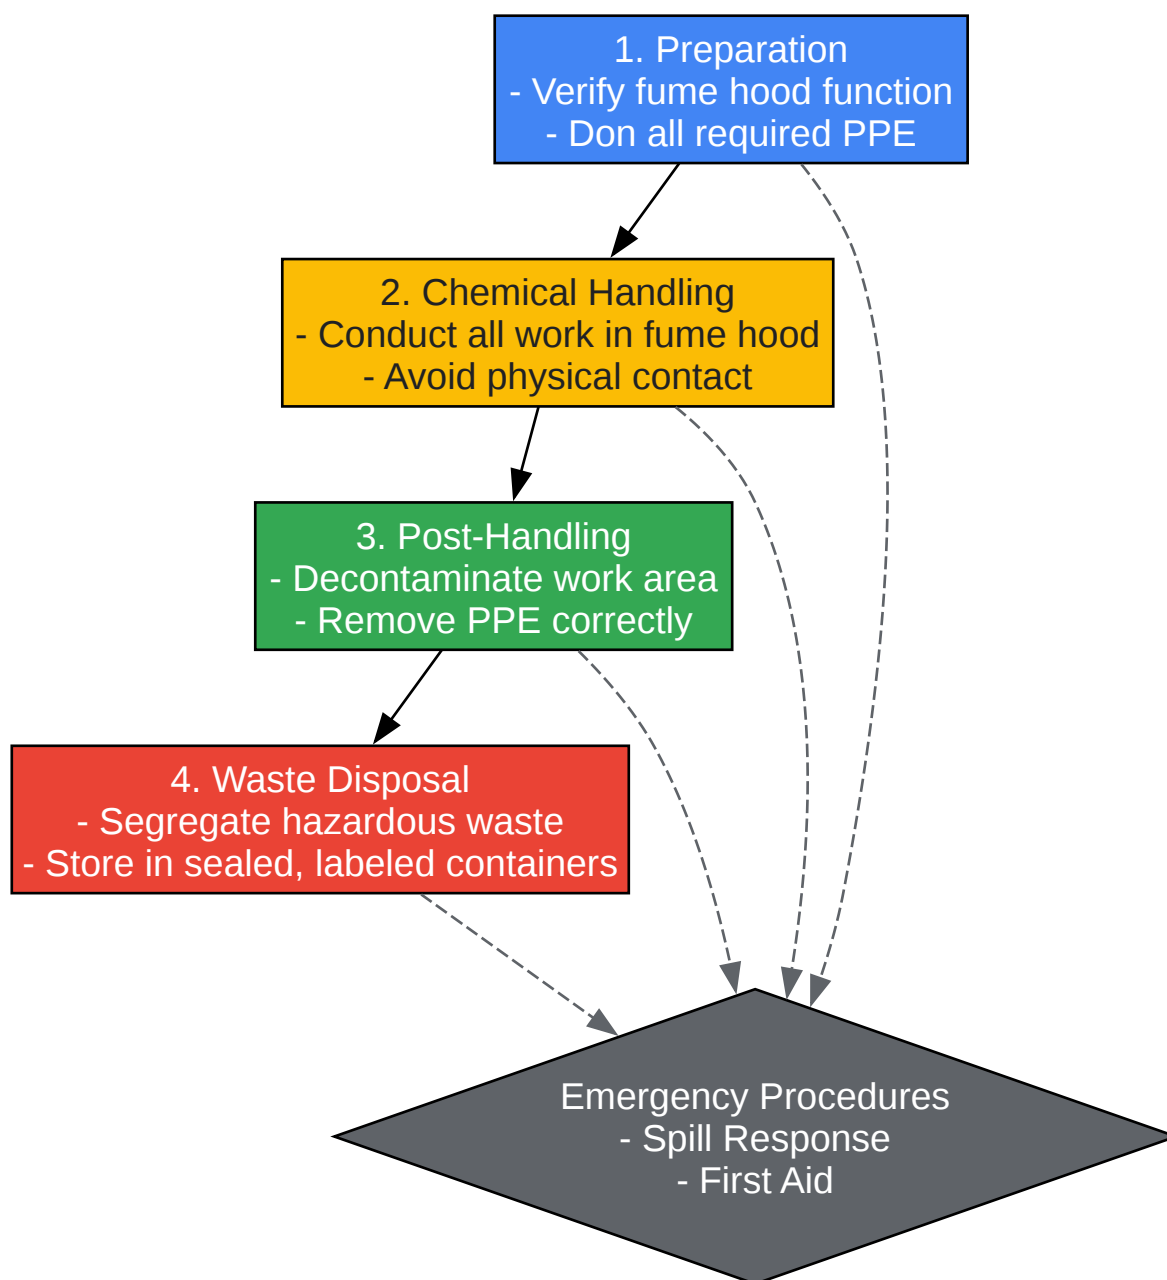 1. Preparation
- Verify fume hood function
- Don all required PPE
2. Chemical Handling
- Conduct all work in fume hood
- Avoid physical contact
3. Post-Handling
- Decontaminate work area
- Remove PPE correctly
4. Waste Disposal
- Segregate hazardous waste
- Store in sealed, labeled containers
Emergency Procedures
- Spill Response
- First Aid